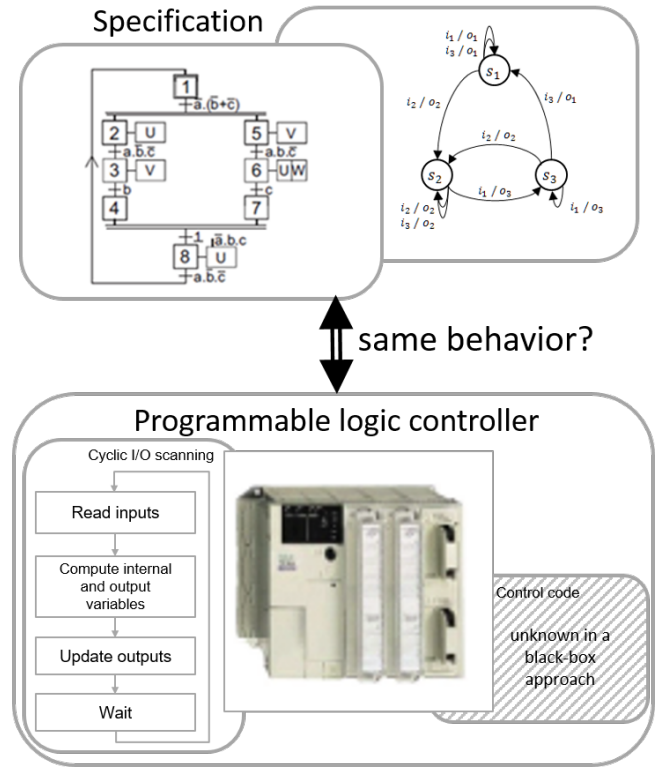 Specification
1
a̅.(b̅+c̅)
2 U
5 V
a.b̅.c̅
a.b.c̅
3 V
6 U W
b
c
4
7
1 a̅.b.c
8 U
a.b̅.c̅
i₁ / o₁
i₃ / o₁
s₁
i₂ / o₂
i₃ / o₁
i₂ / o₂
s₂
s₃
i₁ / o₃
i₂ / o₂
i₃ / o₂
i₁ / o₃
same behavior?
Programmable logic controller
Cyclic I/O scanning
Read inputs
Compute internal
and output
variables
Update outputs
Wait
Control code
unknown in a
black-box
approach